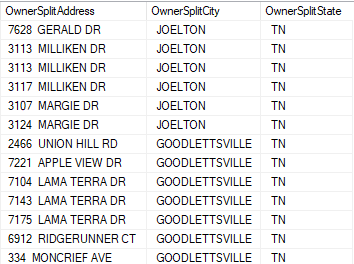 OwnerSplitAddress OwnerSplitCity OwnerSplitState
7628 GERALD DR JOELTON TN
3113 MILLIKEN DR JOELTON TN
3113 MILLIKEN DR JOELTON TN
3117 MILLIKEN DR JOELTON TN
3107 MARGIE DR JOELTON TN
3124 MARGIE DR JOELTON TN
2466 UNION HILL RD GOODLETTSVILLE TN
7221 APPLE VIEW DR GOODLETTSVILLE TN
7104 LAMA TERRA DR GOODLETTSVILLE TN
7143 LAMA TERRA DR GOODLETTSVILLE TN
7175 LAMA TERRA DR GOODLETTSVILLE TN
6912 RIDGERUNNER CT GOODLETTSVILLE TN
334 MONCRIEF AVE GOODLETTSVILLE TN